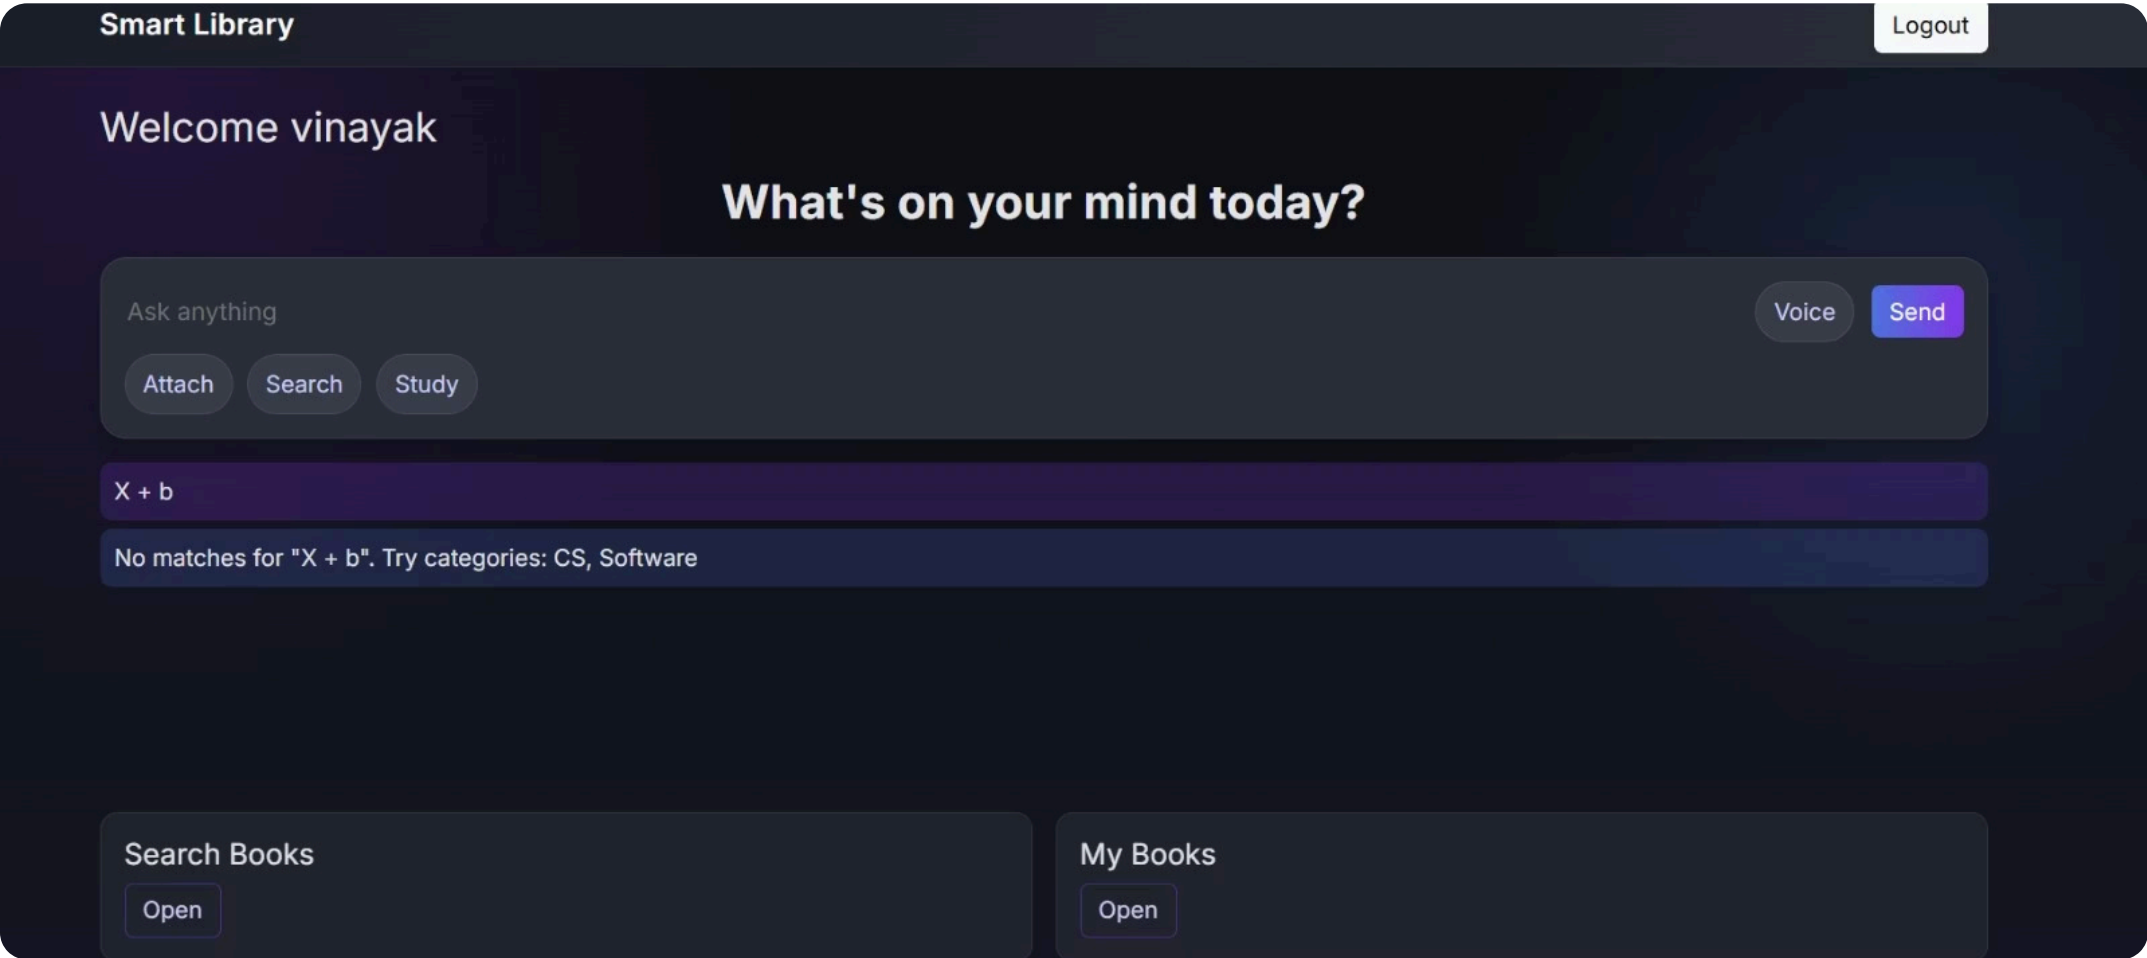 Smart Library
Logout
Welcome vinayak
What's on your mind today?
Ask anything
Voice
Send
Attach
Search
Study
X + b
No matches for "X + b". Try categories: CS, Software
Search Books
Open
My Books
Open